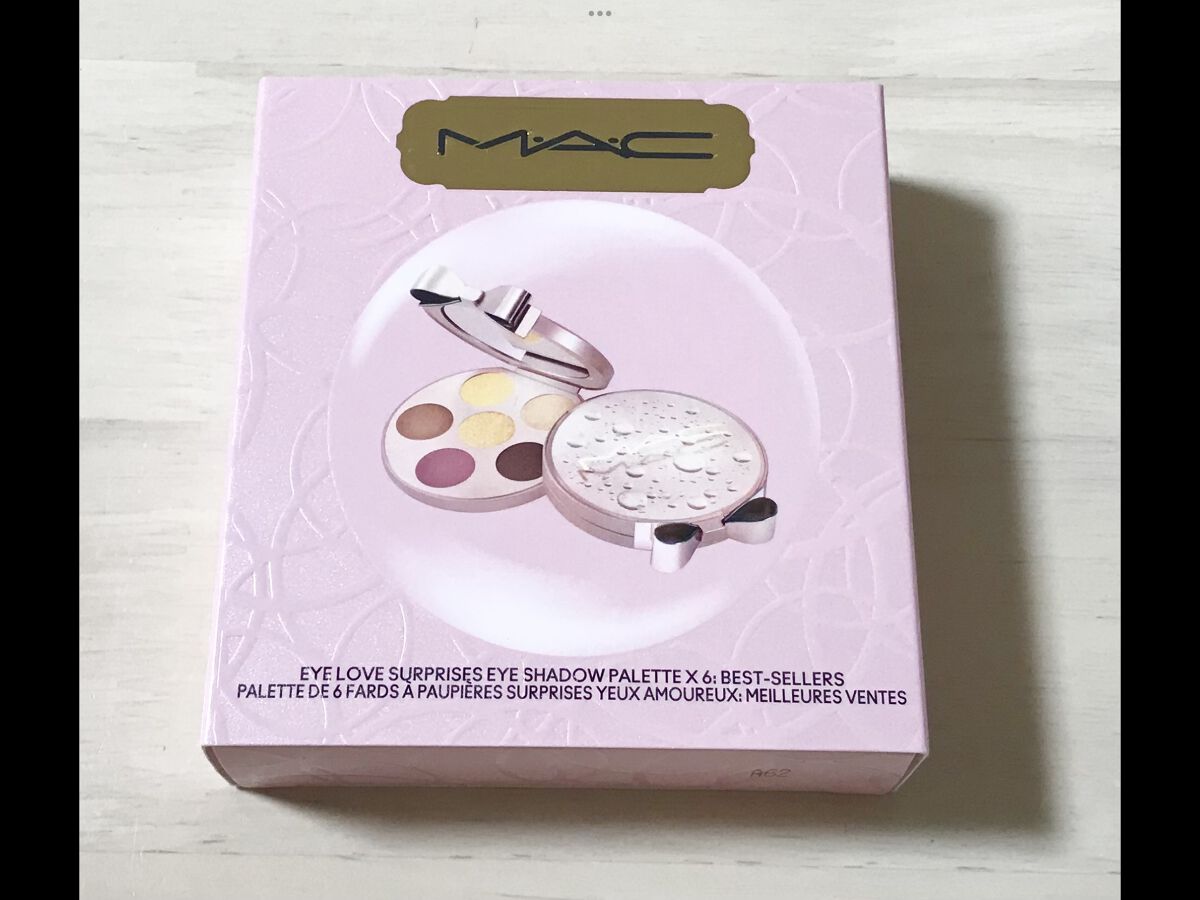 M·A·C
EYE LOVE SURPRISES EYE SHADOW PALETTE X 6: BEST-SELLERS
PALETTE DE 6 FARDS À PAUPIÈRES SURPRISES YEUX AMOUREUX: MEILLEURES VENTES
A62